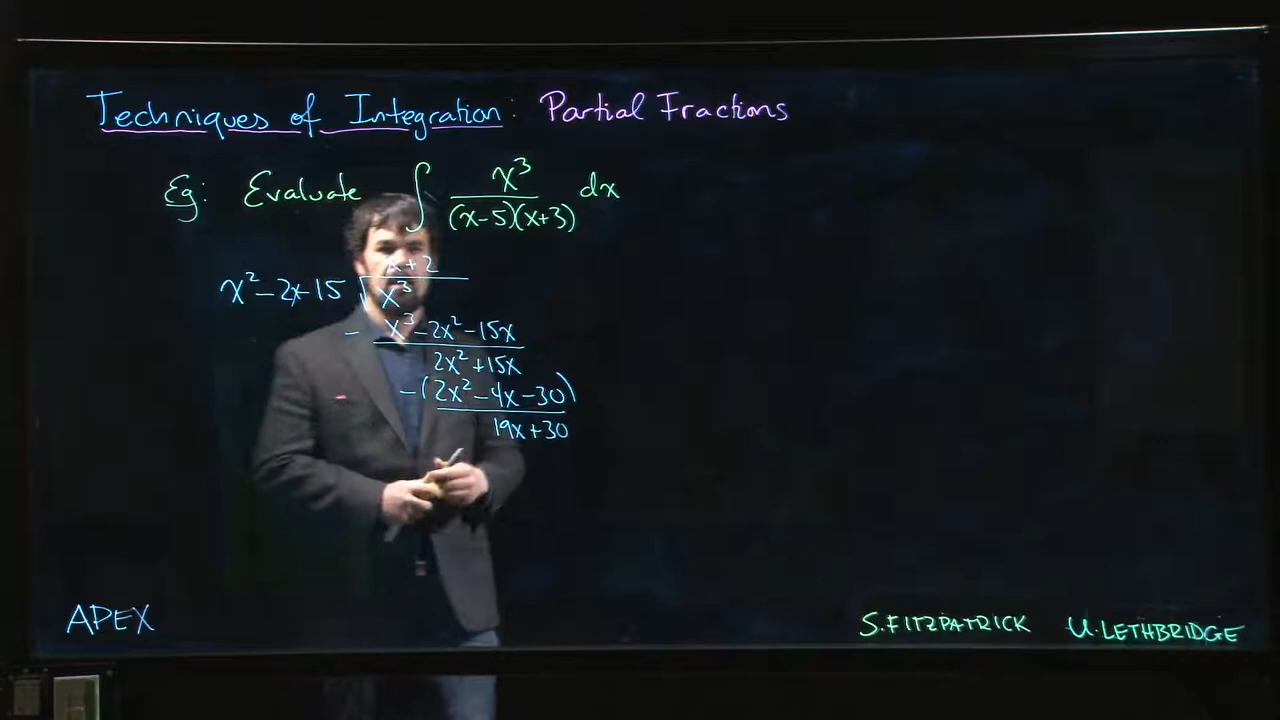 Techniques of Integration: Partial Fractions
Eg: Evaluate ∫ x³/((x-5)(x+3)) dx
x+2
x²-2x-15 √ x³
- x³-2x²-15x
2x²+15x
-(2x²-4x-30)
19x+30
APEX
S.FITZPATRICK U.LETHBRIDGE